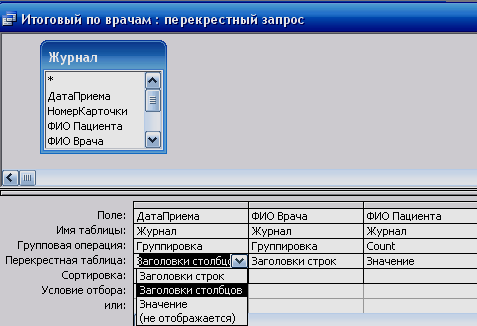 Итоговый по врачам : перекрестный запрос
Журнал
*
ДатаПриема
НомерКарточки
ФИО Пациента
ФИО Врача
Поле: ДатаПриема ФИО Врача ФИО Пациента
Имя таблицы: Журнал Журнал Журнал
Групповая операция: Группировка Группировка Count
Перекрестная таблица: Заголовки столбцо Заголовки строк Значение
Сортировка: Заголовки строк
Условие отбора: Заголовки столбцов
или: Значение
(не отображается)